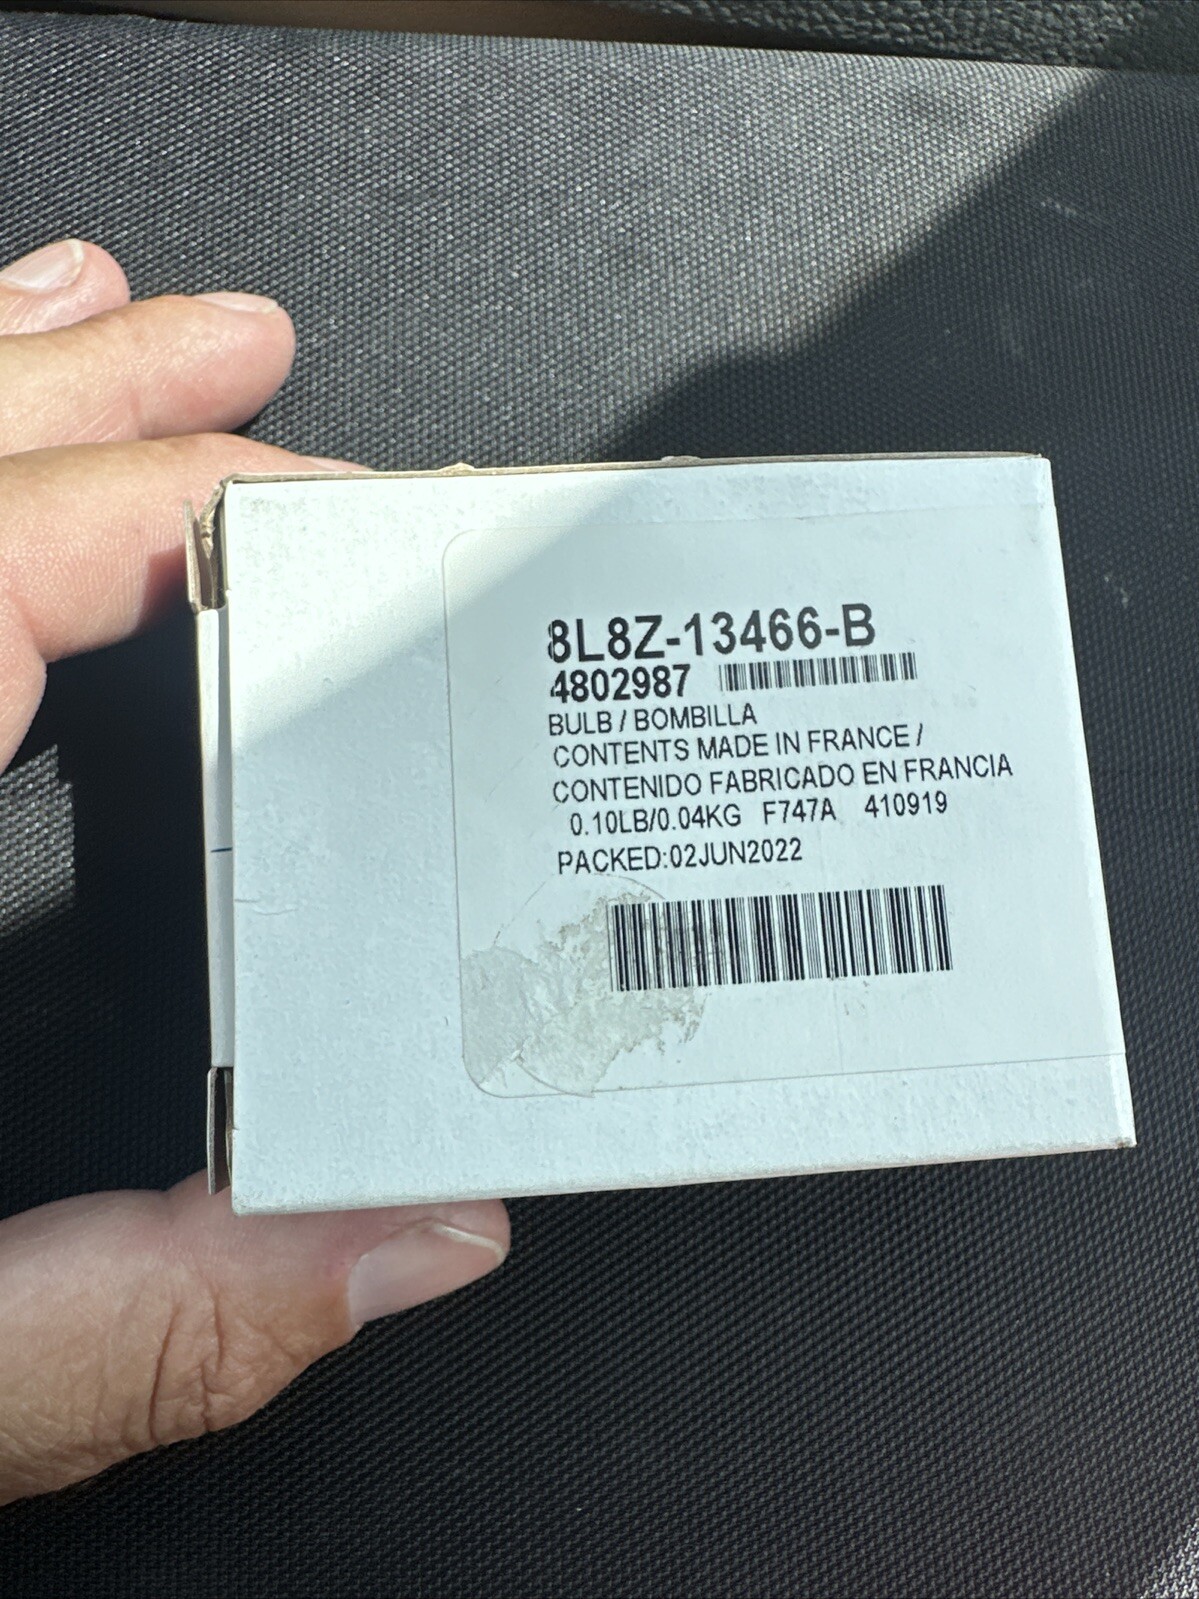 8L8Z-13466-B
4802987
BULB / BOMBILLA
CONTENTS MADE IN FRANCE /
CONTENIDO FABRICADO EN FRANCIA
0.10LB/0.04KG F747A 410919
PACKED:02JUN2022